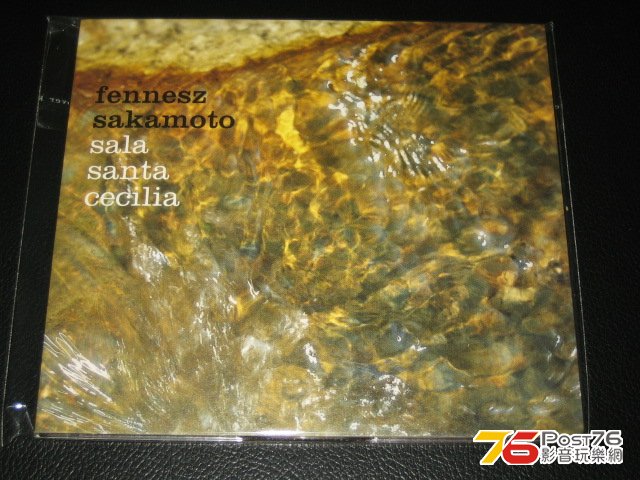 fennesz
sakamoto
sala
santa
cecilia
76 Post76
影音玩樂網